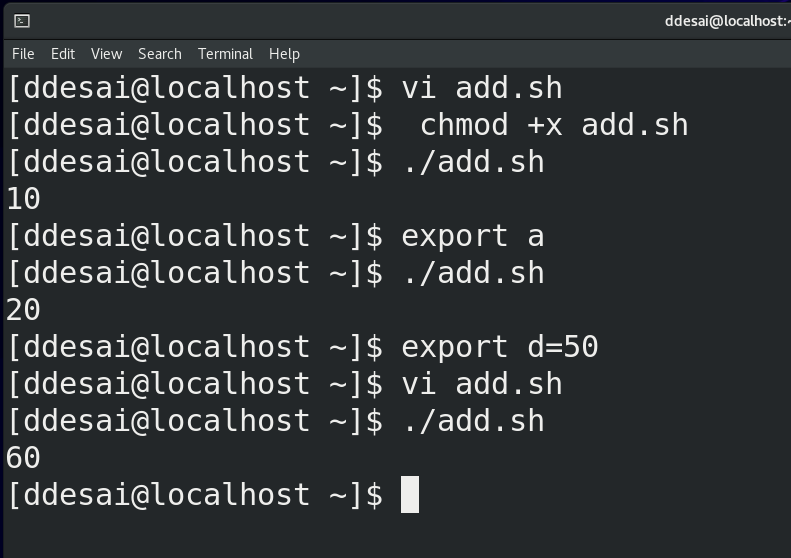 ddesai@localhost:~
File Edit View Search Terminal Help
[ddesai@localhost ~]$ vi add.sh
[ddesai@localhost ~]$  chmod +x add.sh
[ddesai@localhost ~]$ ./add.sh
10
[ddesai@localhost ~]$ export a
[ddesai@localhost ~]$ ./add.sh
20
[ddesai@localhost ~]$ export d=50
[ddesai@localhost ~]$ vi add.sh
[ddesai@localhost ~]$ ./add.sh
60
[ddesai@localhost ~]$